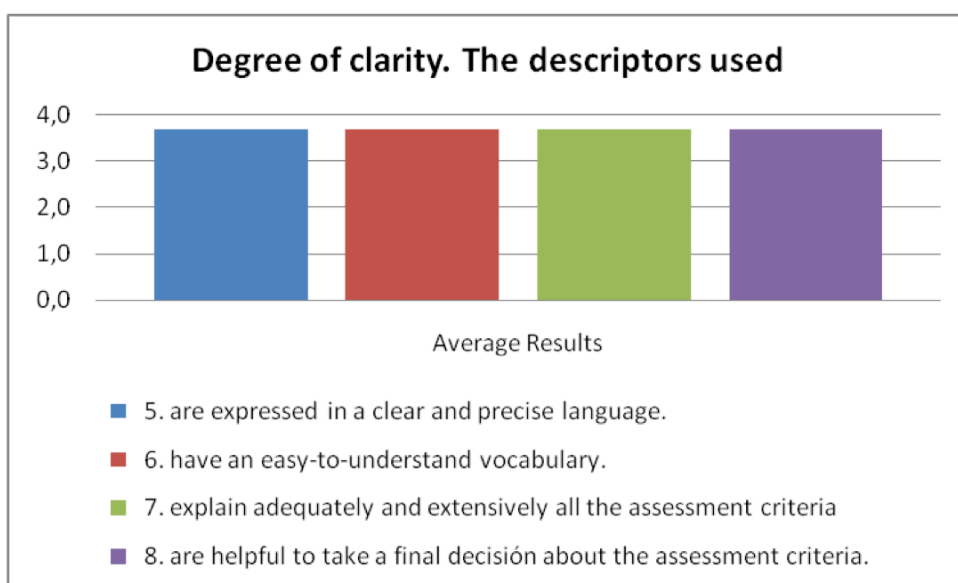 Degree of clarity. The descriptors used
4,0
3,0
2,0
1,0
0,0
Average Results
5. are expressed in a clear and precise language.
6. have an easy-to-understand vocabulary.
7. explain adequately and extensively all the assessment criteria
8. are helpful to take a final decisión about the assessment criteria.